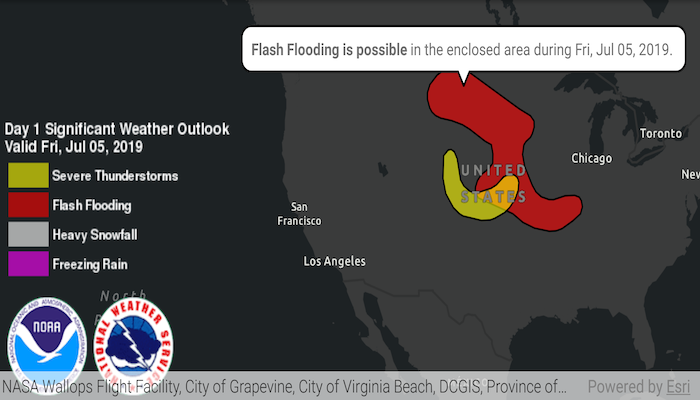 Flash Flooding is possible in the enclosed area during Fri, Jul 05, 2019.
Day 1 Significant Weather Outlook
Valid Fri, Jul 05, 2019
Severe Thunderstorms
Flash Flooding
Heavy Snowfall
Freezing Rain
Toronto
Chicago
New
UNITED
STATES
San
Francisco
Los Angeles
North
NOAA
NATIONAL OCEANIC AND ATMOSPHERIC ADMINISTRATION
NATIONAL WEATHER SERVICE
NASA Wallops Flight Facility, City of Grapevine, City of Virginia Beach, DCGIS, Province of...
Powered by Esri